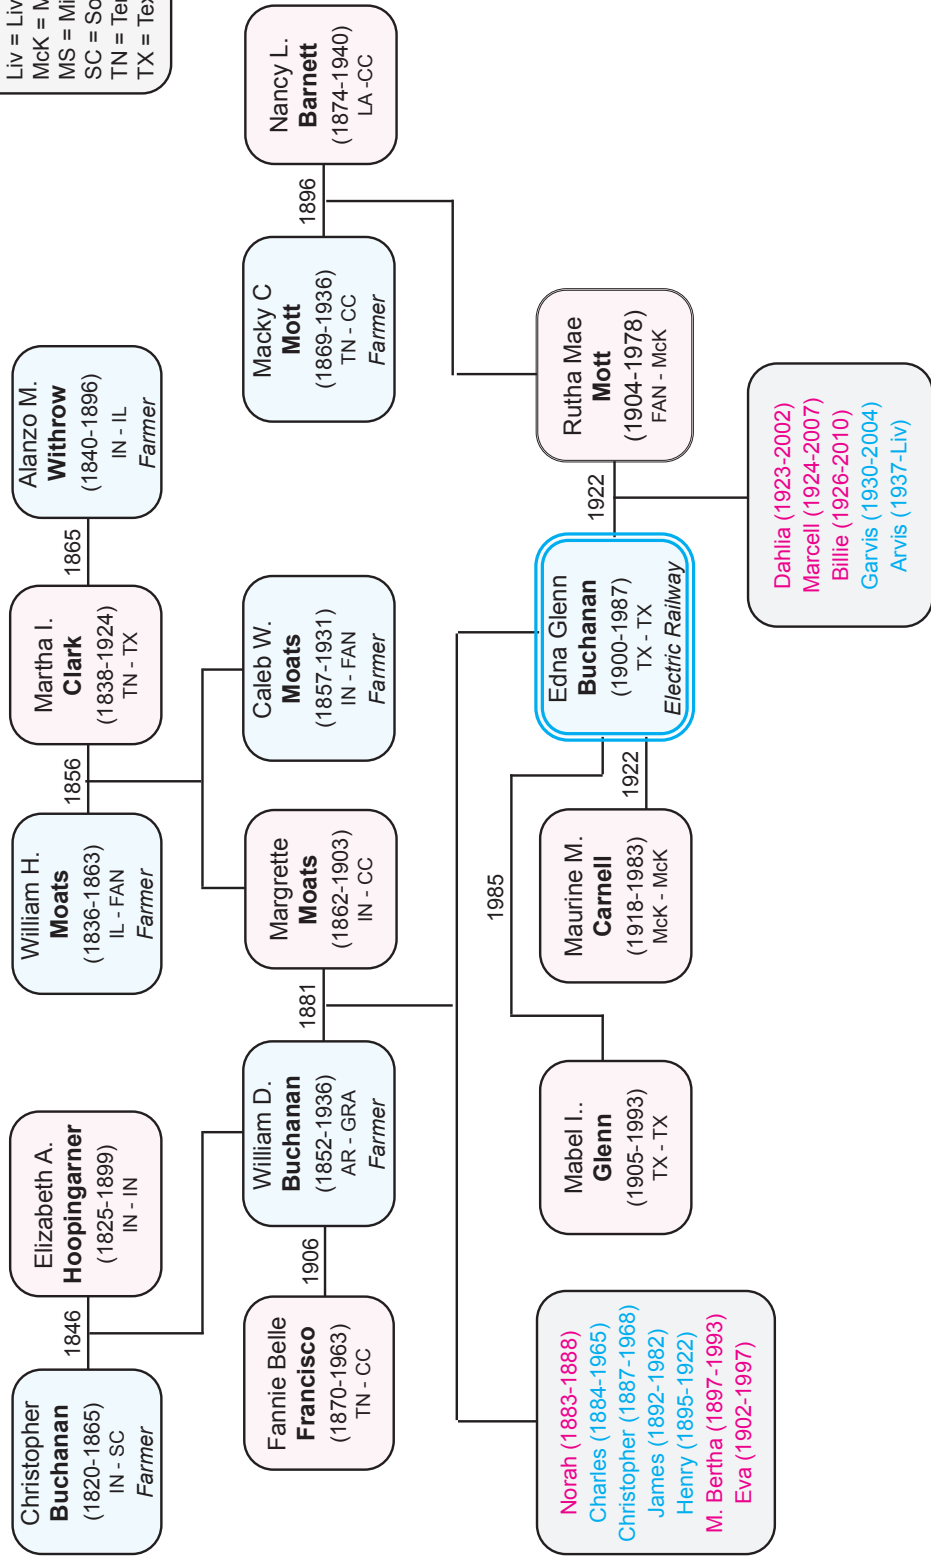 Liv = Liv
McK = M
MS = Mi
SC = So
TN = Ten
TX = Tex
Christopher
Buchanan
(1820-1865)
IN - SC
Farmer
1846
Elizabeth A.
Hoopingarner
(1825-1899)
IN - IN
William H.
Moats
(1836-1863)
IL - FAN
Farmer
1856
Martha I.
Clark
(1838-1924)
TN - TX
1865
Alanzo M.
Withrow
(1840-1896)
IN - IL
Farmer
Fannie Belle
Francisco
(1870-1963)
TN - CC
1906
William D.
Buchanan
(1852-1936)
AR - GRA
Farmer
1881
Margrette
Moats
(1862-1903)
IN - CC
Caleb W.
Moats
(1857-1931)
IN - FAN
Farmer
Macky C
Mott
(1869-1936)
TN - CC
Farmer
1896
Nancy L.
Barnett
(1874-1940)
LA -CC
Norah (1883-1888)
Charles (1884-1965)
Christopher (1887-1968)
James (1892-1982)
Henry (1895-1922)
M. Bertha (1897-1993)
Eva (1902-1997)
Mabel I..
Glenn
(1905-1993)
TX - TX
1985
Maurine M.
Carnell
(1918-1983)
McK - McK
1922
Edna Glenn
Buchanan
(1900-1987)
TX - TX
Electric Railway
1922
Rutha Mae
Mott
(1904-1978)
FAN - McK
Dahlia (1923-2002)
Marcell (1924-2007)
Billie (1926-2010)
Garvis (1930-2004)
Arvis (1937-Liv)